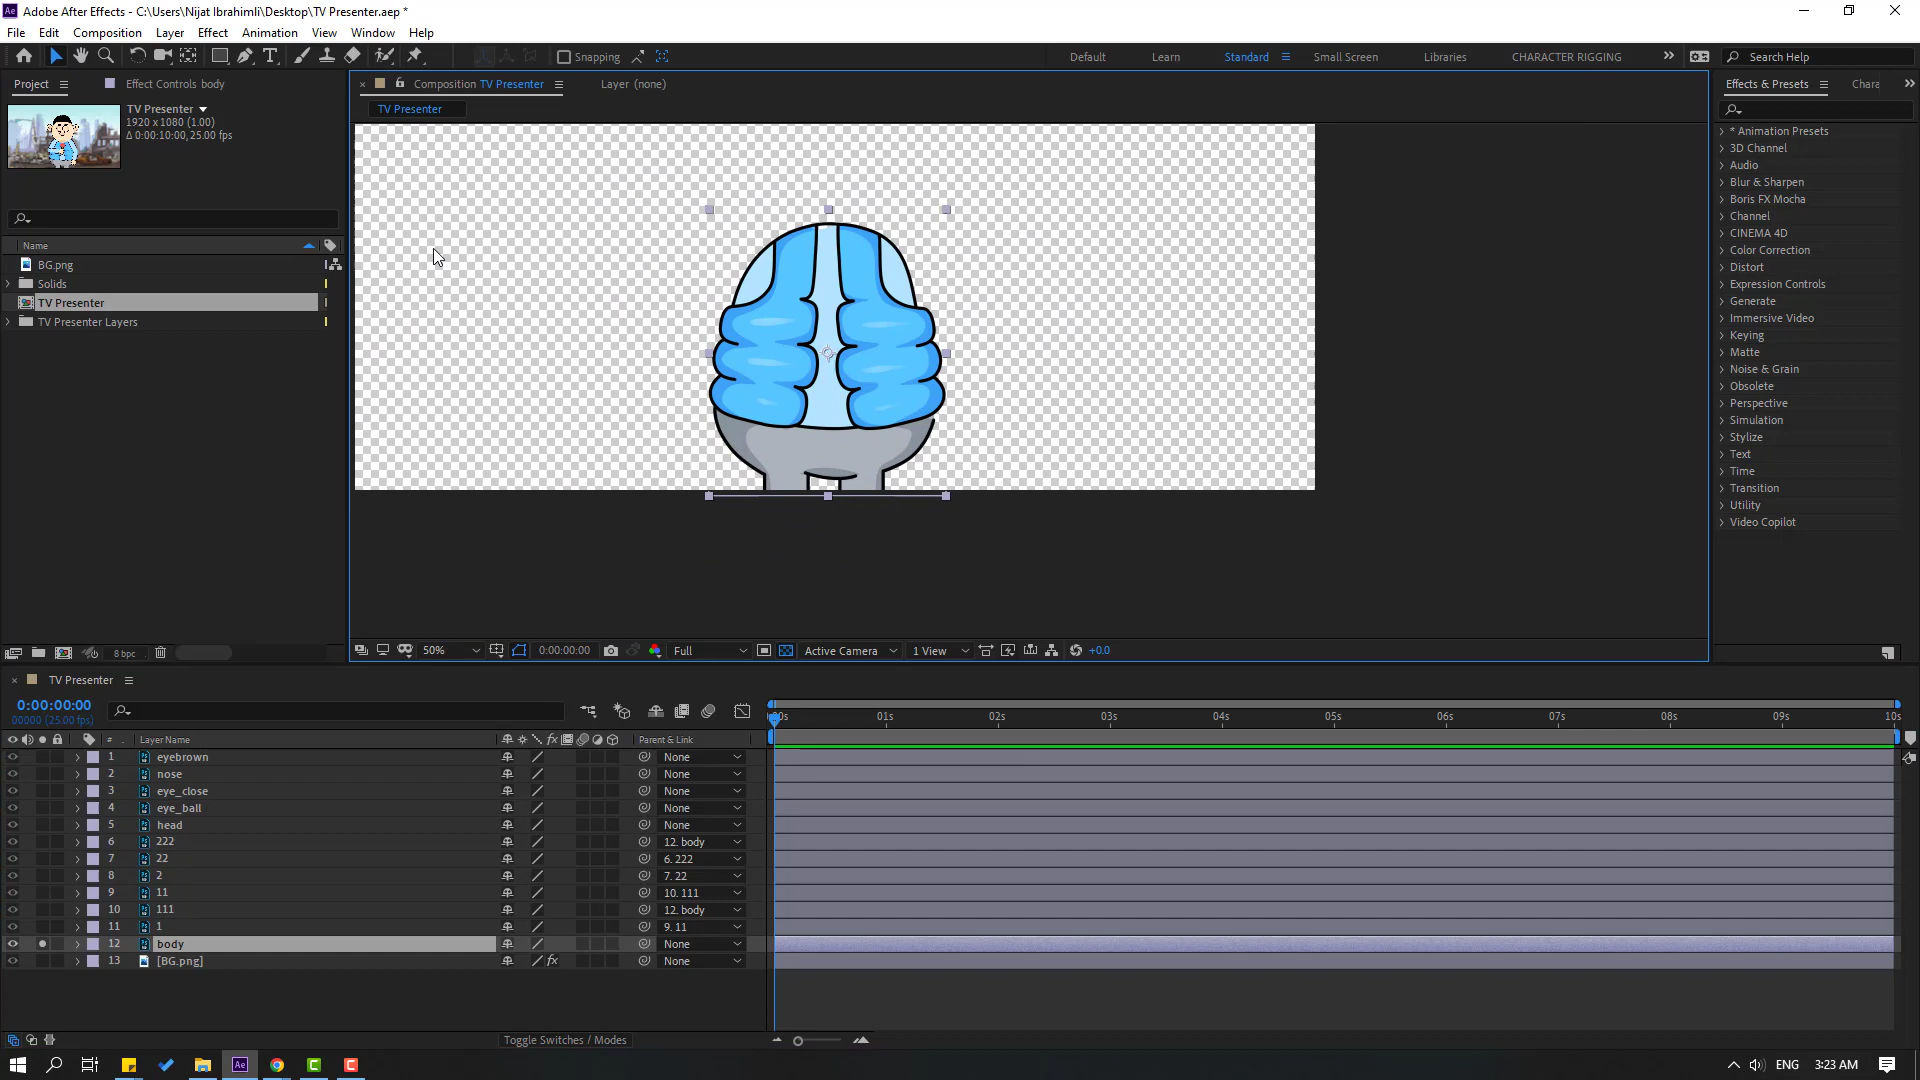 Adobe After Effects - C:\Users\Nijat Ibrahimli\Desktop\TV Presenter.aep *
File Edit Composition Layer Effect Animation View Window Help
Snapping
Default Learn Standard Small Screen Libraries CHARACTER RIGGING Search Help
Project
Effect Controls body
Composition TV Presenter
Layer (none)
Effects & Presets
Chara
TV Presenter
1920 x 1080 (1.00)
Δ 0:00:10:00, 25.00 fps
TV Presenter
Name
BG.png
Solids
TV Presenter
TV Presenter Layers
* Animation Presets
3D Channel
Audio
Blur & Sharpen
Boris FX Mocha
Channel
CINEMA 4D
Color Correction
Distort
Expression Controls
Generate
Immersive Video
Keying
Matte
Noise & Grain
Obsolete
Perspective
Simulation
Stylize
Text
Time
Transition
Utility
Video Copilot
8 bpc
50% 0:00:00:00 Full Active Camera 1 View +0.0
TV Presenter
0:00:00:00
00000 (25.00 fps)
# Layer Name fx Parent & Link
00s 01s 02s 03s 04s 05s 06s 07s 08s 09s 10s
1 eyebrown None
2 nose None
3 eye_close None
4 eye_ball None
5 head None
6 222 12. body
7 22 6. 222
8 2 7. 22
9 11 10. 111
10 111 12. body
11 1 9. 11
12 body None
13 [BG.png] fx None
Toggle Switches / Modes
Ae
ENG 3:23 AM